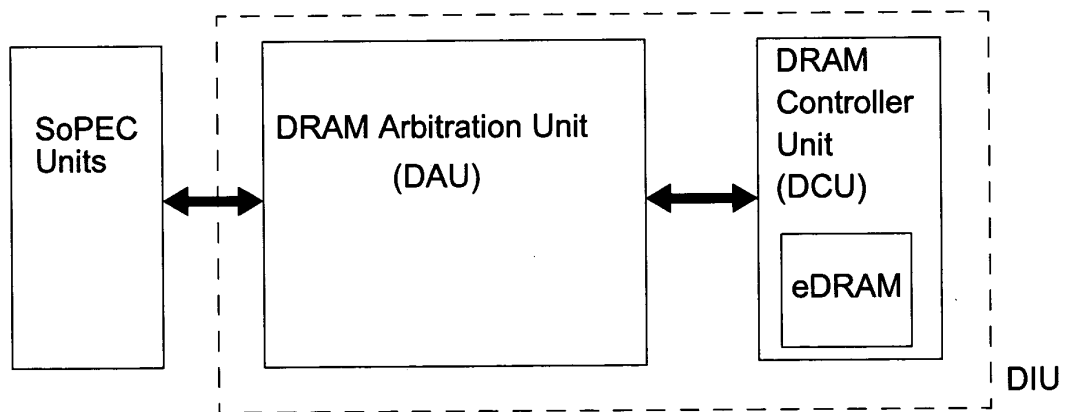 SoPEC
Units
DRAM Arbitration Unit
(DAU)
DRAM
Controller
Unit
(DCU)
eDRAM
DIU